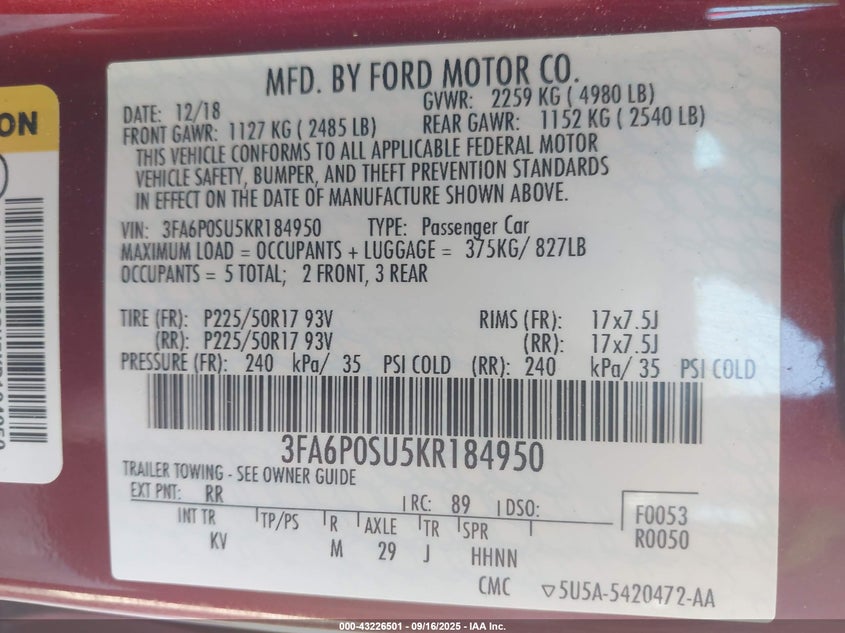 ON
MFD. BY FORD MOTOR CO.
DATE: 12/18 GVWR: 2259 KG ( 4980 LB)
FRONT GAWR: 1127 KG ( 2485 LB) REAR GAWR: 1152 KG ( 2540 LB)
THIS VEHICLE CONFORMS TO ALL APPLICABLE FEDERAL MOTOR
VEHICLE SAFETY, BUMPER, AND THEFT PREVENTION STANDARDS
IN EFFECT ON THE DATE OF MANUFACTURE SHOWN ABOVE.
VIN: 3FA6P0SU5KR184950 TYPE: Passenger Car
MAXIMUM LOAD = OCCUPANTS + LUGGAGE = 375KG/ 827LB
OCCUPANTS = 5 TOTAL; 2 FRONT, 3 REAR
TIRE (FR): P225/50R17 93V RIMS (FR): 17x7.5J
(RR): P225/50R17 93V (RR): 17x7.5J
PRESSURE (FR): 240 kPa/ 35 PSI COLD (RR): 240 kPa/ 35 PSI COLD
3FA6P0SU5KR184950
TRAILER TOWING - SEE OWNER GUIDE
EXT PNT: RR RC: 89 DSO: F0053
INT TR TP/PS R AXLE TR SPR R0050
KV M 29 J HHNN
CMC ▽5U5A-5420472-AA
000-43226501 - 09/16/2025 - IAA Inc.